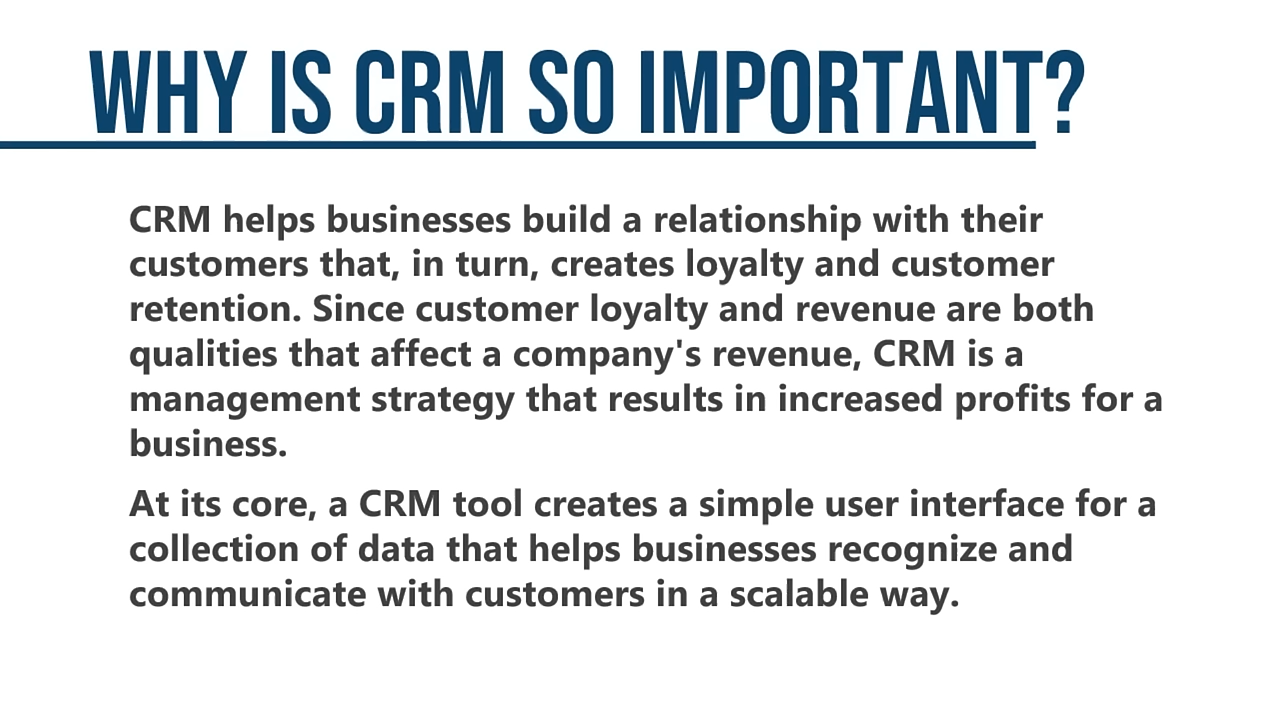 WHY IS CRM SO IMPORTANT?
CRM helps businesses build a relationship with their
customers that, in turn, creates loyalty and customer
retention. Since customer loyalty and revenue are both
qualities that affect a company's revenue, CRM is a
management strategy that results in increased profits for a
business.
At its core, a CRM tool creates a simple user interface for a
collection of data that helps businesses recognize and
communicate with customers in a scalable way.